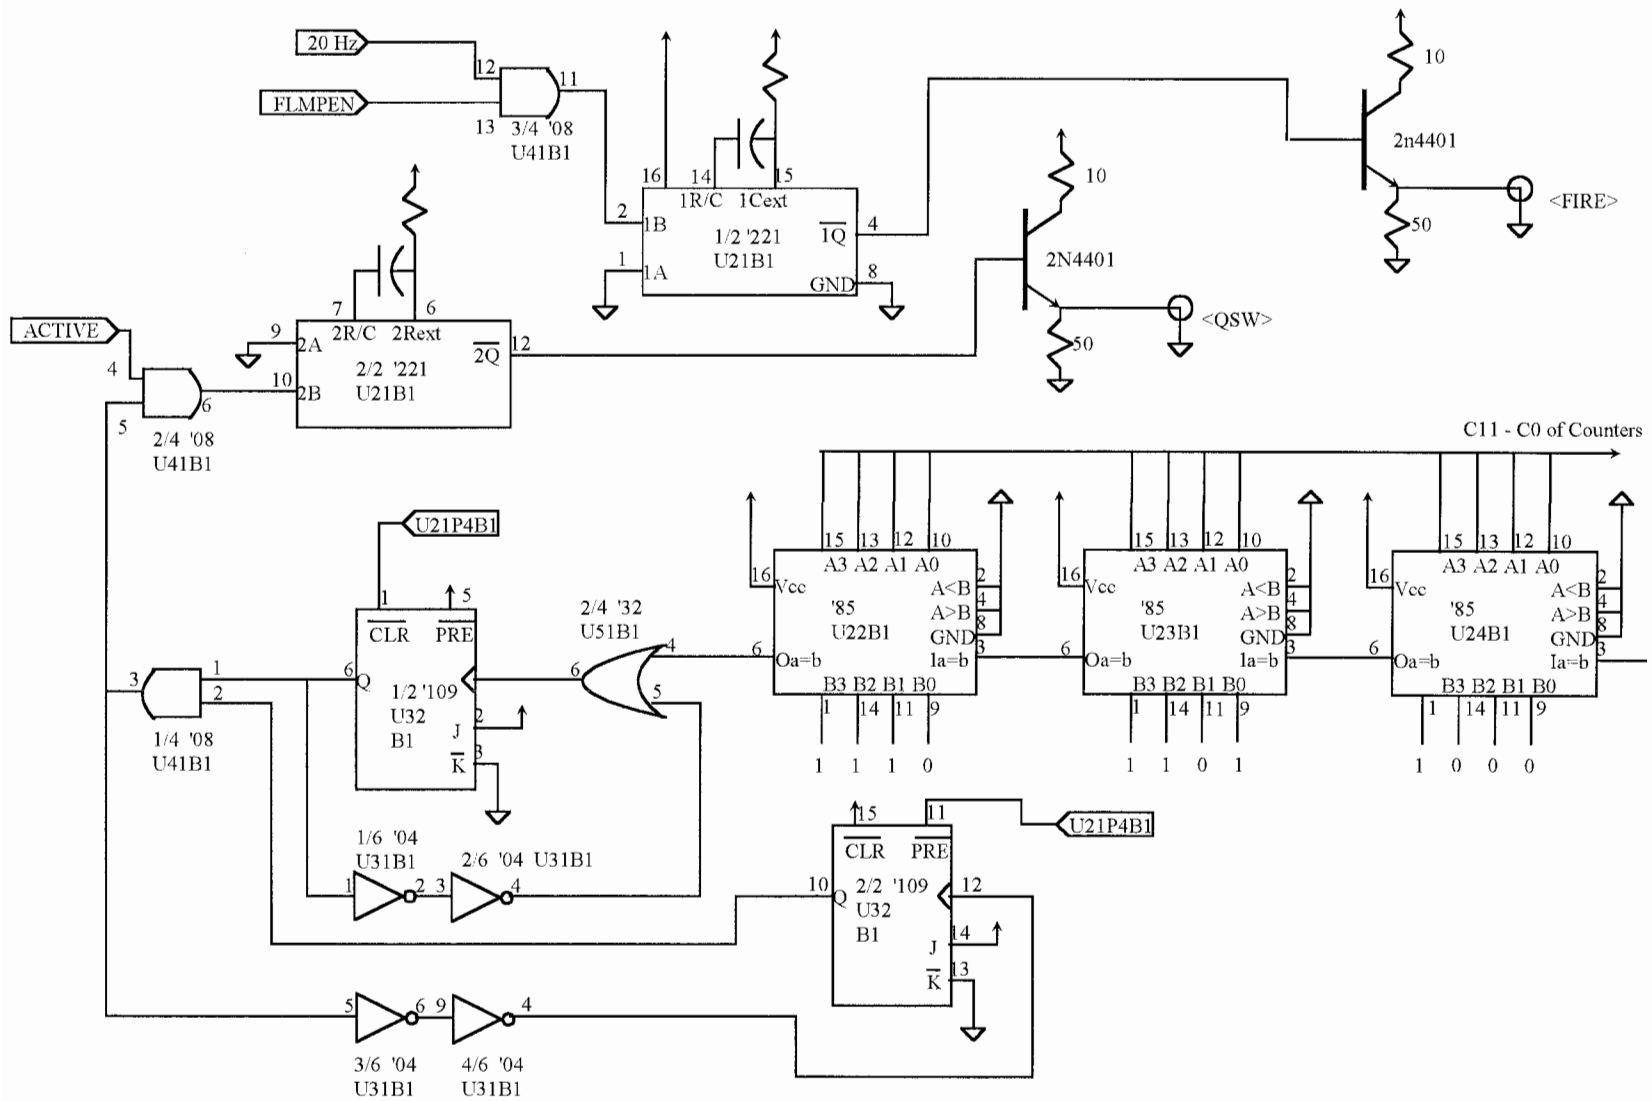 20 Hz
FLMPEN
12
11
13
3/4 '08
U41B1
16
14
15
1R/C 1Cext
2
1B
1
1A
1/2 '221
U21B1
1Q
4
GND
8
10
2n4401
50
<FIRE>
10
2N4401
50
<QSW>
ACTIVE
4
5
6
2/4 '08
U41B1
7
6
9
2A
2R/C 2Rext
2/2 '221
U21B1
10
2B
2Q
12
C11 - C0 of Counters
U21P4B1
1
5
CLR PRE
6
Q
1/2 '109
U32
B1
2
J
3
K
2/4 '32
U51B1
6
4
5
3
1
2
1/4 '08
U41B1
15 13 12 10
A3 A2 A1 A0
16
Vcc
'85
U22B1
A<B
2
A>B
4
GND
8
6
Oa=b
Ia=b
3
B3 B2 B1 B0
1 14 11 9
1 1 1 0
15 13 12 10
A3 A2 A1 A0
16
Vcc
'85
U23B1
A<B
2
A>B
4
GND
8
6
Oa=b
Ia=b
3
B3 B2 B1 B0
1 14 11 9
1 1 0 1
15 13 12 10
A3 A2 A1 A0
16
Vcc
'85
U24B1
A<B
2
A>B
4
GND
8
6
Oa=b
Ia=b
3
B3 B2 B1 B0
1 14 11 9
1 0 0 0
1/6 '04
U31B1
2/6 '04 U31B1
1
2
3
4
15
11
U21P4B1
CLR PRE
10
Q
2/2 '109
U32
B1
12
14
J
13
K
5
6
9
4
3/6 '04
U31B1
4/6 '04
U31B1